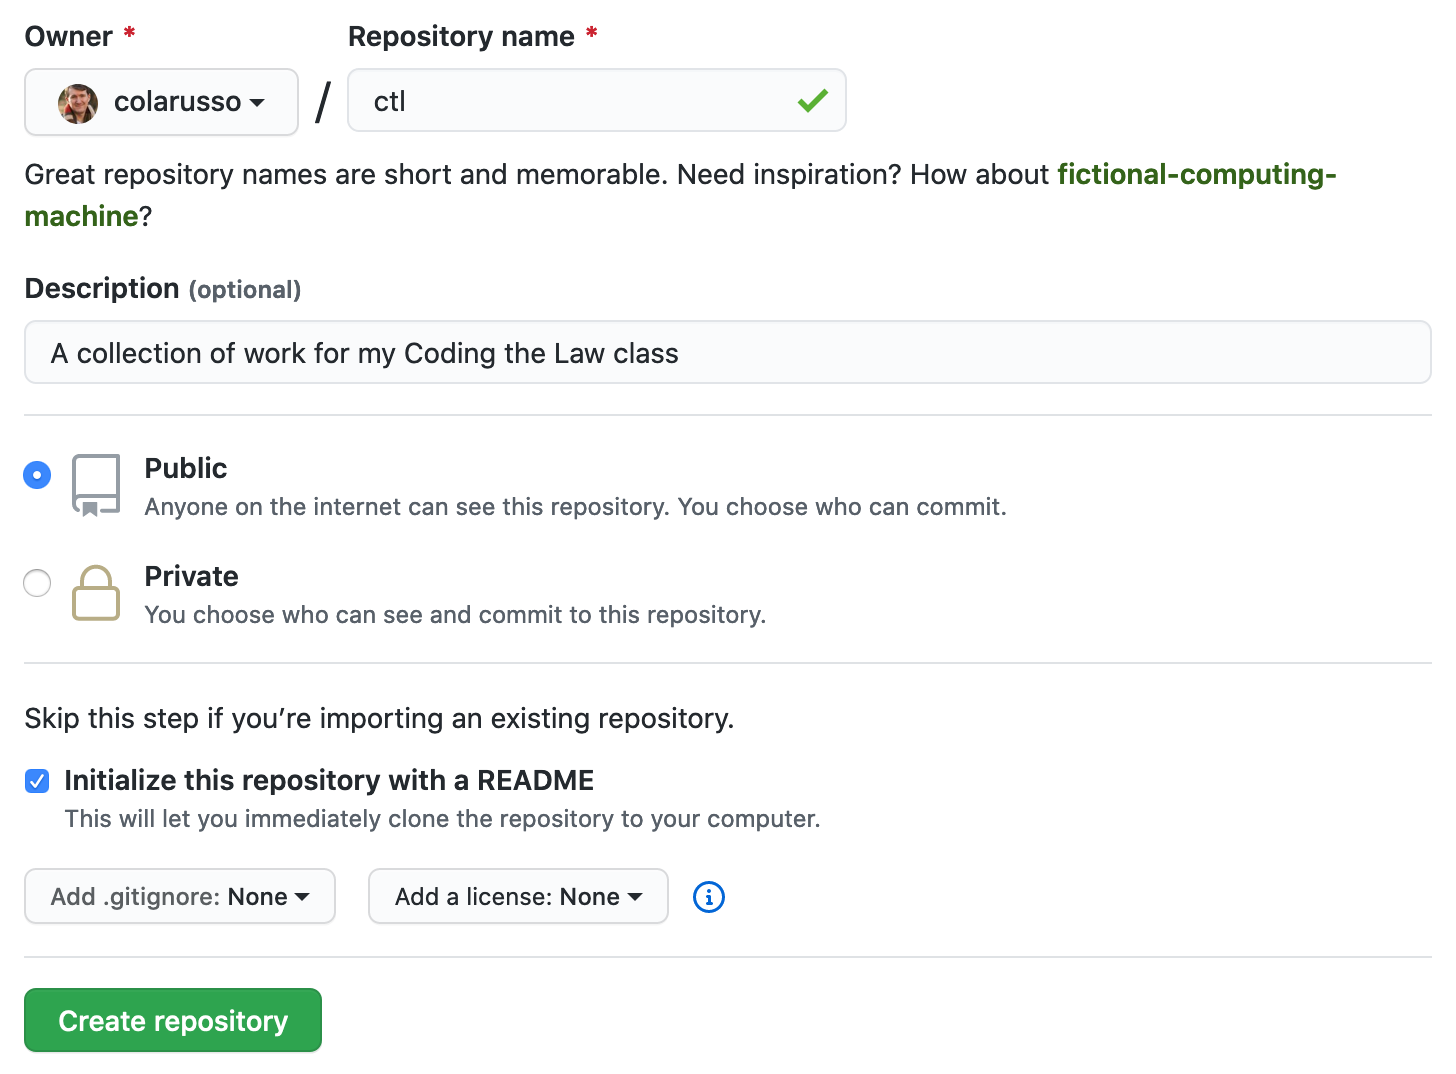 Owner *
Repository name *
colarusso / ctl
Great repository names are short and memorable. Need inspiration? How about fictional-computing-
machine?
Description (optional)
A collection of work for my Coding the Law class
Public
Anyone on the internet can see this repository. You choose who can commit.
Private
You choose who can see and commit to this repository.
Skip this step if you’re importing an existing repository.
Initialize this repository with a README
This will let you immediately clone the repository to your computer.
Add .gitignore: None
Add a license: None
Create repository